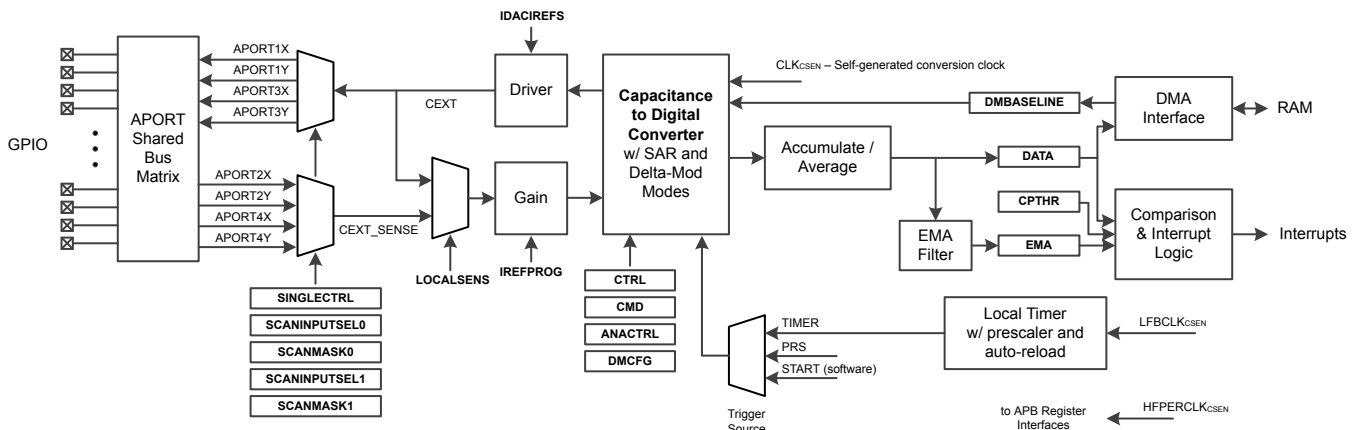 IDACIREFS
GPIO
APORT
Shared
Bus
Matrix
APORT1X
APORT1Y
APORT3X
APORT3Y
APORT2X
APORT2Y
APORT4X
APORT4Y
CEXT
CEXT_SENSE
Driver
Gain
LOCALSENS
IREFPROG
SINGLECTRL
SCANINPUTSEL0
SCANMASK0
SCANINPUTSEL1
SCANMASK1
Capacitance
to Digital
Converter
w/ SAR and
Delta-Mod
Modes
CTRL
CMD
ANACTRL
DMCFG
CLKCSEN – Self-generated conversion clock
DMBASELINE
DMA
Interface
RAM
Accumulate /
Average
DATA
CPTHR
EMA
Filter
EMA
Comparison
& Interrupt
Logic
Interrupts
TIMER
PRS
START (software)
Trigger
Source
Local Timer
w/ prescaler and
auto-reload
LFBCLKCSEN
to APB Register
Interfaces
HFPERCLKCSEN